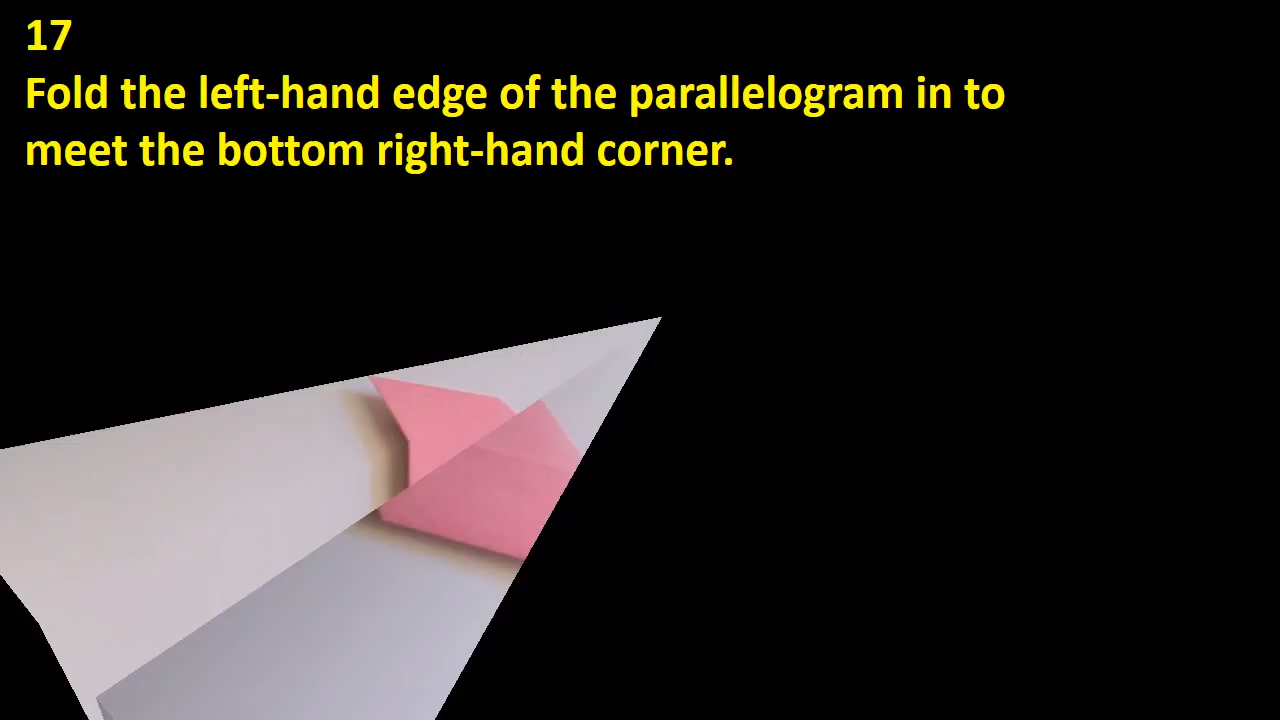 17
Fold the left-hand edge of the parallelogram in to
meet the bottom right-hand corner.